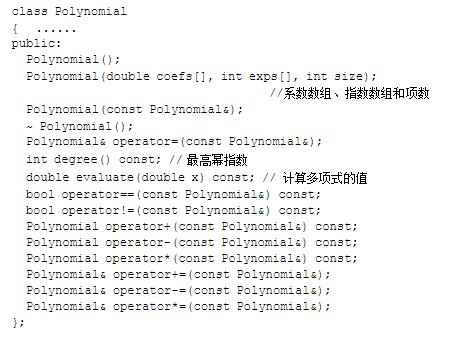 class Polynomial
{  ......
public:
  Polynomial();
  Polynomial(double coefs[], int exps[], int size);
                                //系数数组、指数数组和项数
  Polynomial(const Polynomial&);
  ~ Polynomial();
  Polynomial& operator=(const Polynomial&);
  int degree() const; //最高幂指数
  double evaluate(double x) const; // 计算多项式的值
  bool operator==(const Polynomial&) const;
  bool operator!=(const Polynomial&) const;
  Polynomial operator+(const Polynomial&) const;
  Polynomial operator-(const Polynomial&) const;
  Polynomial operator*(const Polynomial&) const;
  Polynomial& operator+=(const Polynomial&);
  Polynomial& operator-=(const Polynomial&);
  Polynomial& operator*=(const Polynomial&);
};